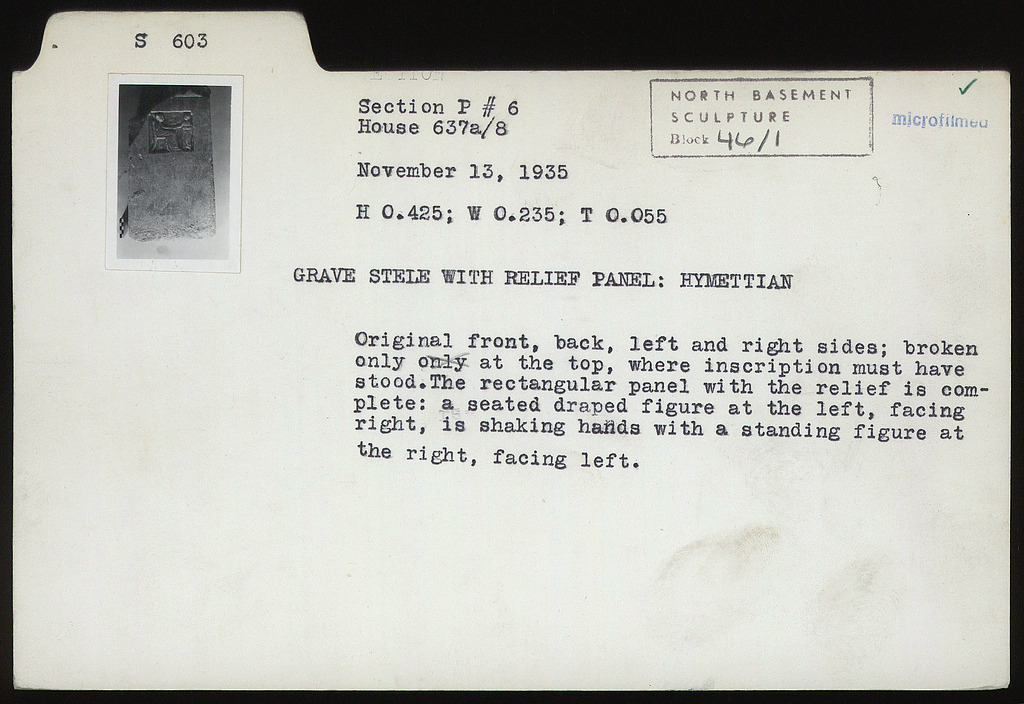 S 603
Section P # 6
House 637a/8
NORTH BASEMENT
SCULPTURE
Block 46/1
microfilmed
November 13, 1935
H 0.425; W 0.235; T 0.055
GRAVE STELE WITH RELIEF PANEL: HYMETTIAN
Original front, back, left and right sides; broken
only only at the top, where inscription must have
stood.The rectangular panel with the relief is com-
plete: a seated draped figure at the left, facing
right, is shaking hands with a standing figure at
the right, facing left.